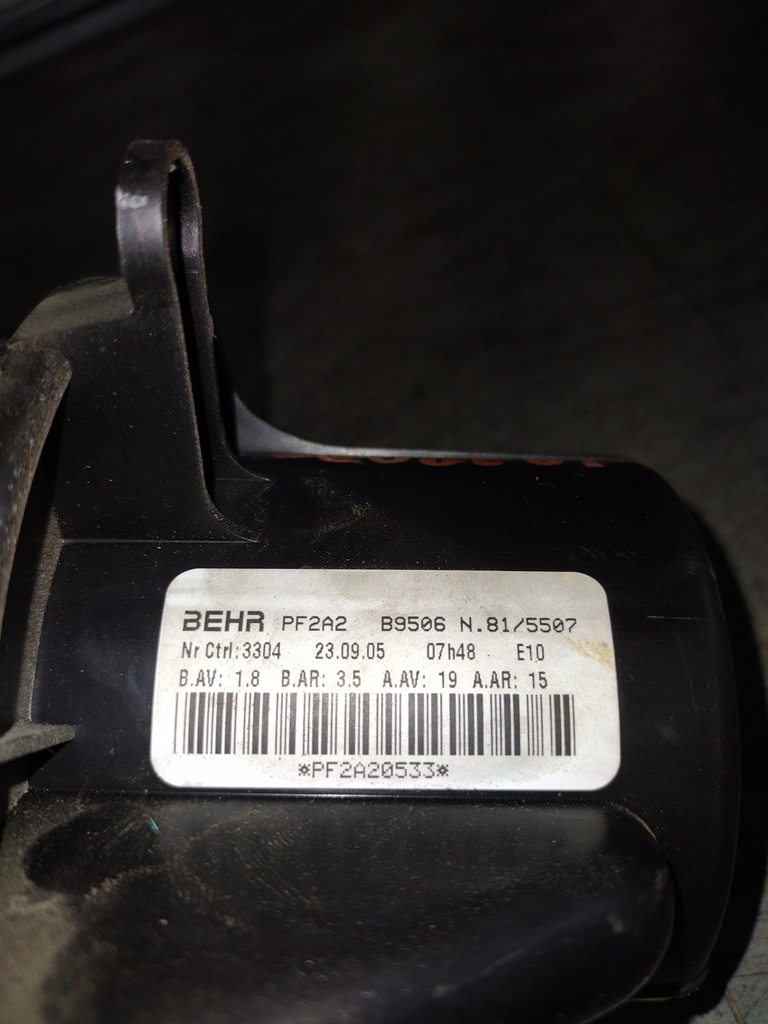 BEHR PF2A2 B9506 N.81/5507
Nr Ctrl:3304 23.09.05 07h48 E10
B.AV: 1.8 B.AR: 3.5 A.AV: 19 A.AR: 15
*PF2A20533*